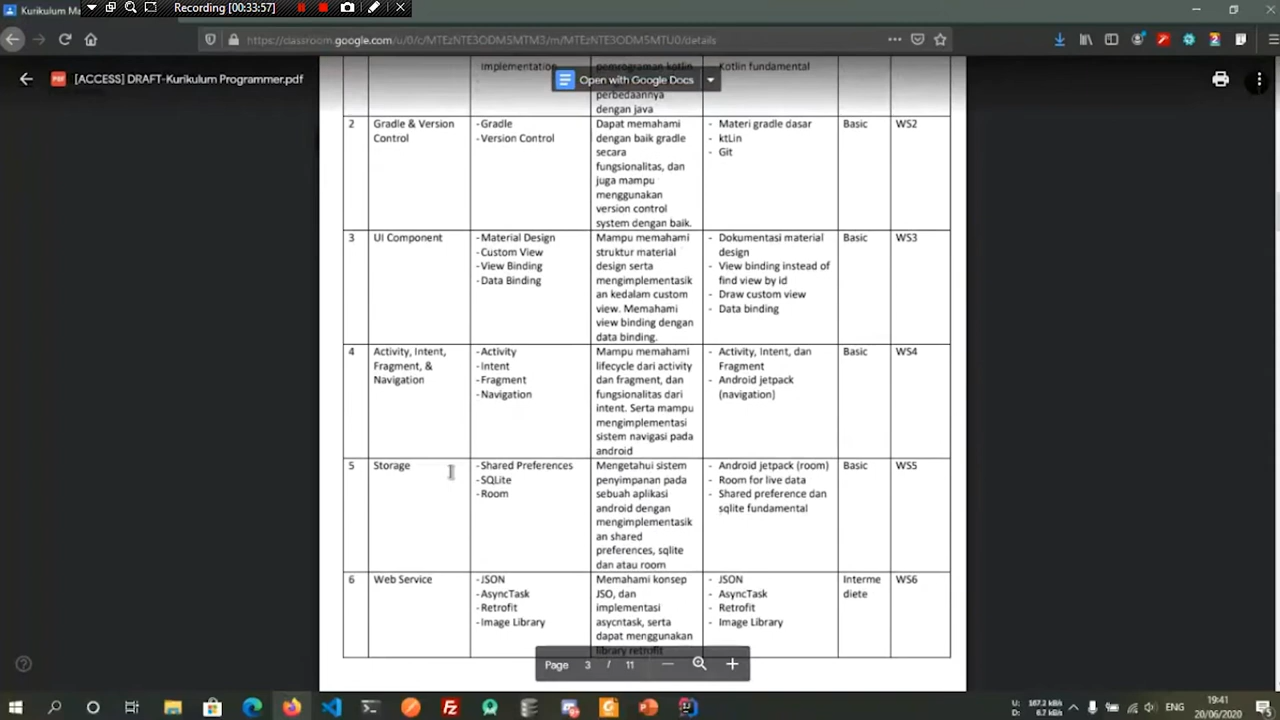 Kurikulum Ma
Recording [00:33:57]
https://classroom.google.com/u/0/c/MTEzNTE3ODM5MTM3/m/MTEzNTE3ODM5MTU0/details
[ACCESS] DRAFT-Kurikulum Programmer.pdf
Open with Google Docs
implementation
pemrograman kotlin
perbedaannya
dengan java
Kotlin fundamental
2
Gradle & Version
Control
-Gradle
-Version Control
Dapat memahami
dengan baik gradle
secara
fungsionalitas, dan
juga mampu
menggunakan
version control
system dengan baik.
- Materi gradle dasar
- ktLin
- Git
Basic
WS2
3
UI Component
-Material Design
-Custom View
-View Binding
-Data Binding
Mampu memahami
struktur material
design serta
mengimplementasik
an kedalam custom
view. Memahami
view binding dengan
data binding.
- Dokumentasi material
design
- View binding instead of
find view by id
- Draw custom view
- Data binding
Basic
WS3
4
Activity, Intent,
Fragment, &
Navigation
-Activity
-Intent
-Fragment
-Navigation
Mampu memahami
lifecycle dari activity
dan fragment, dan
fungsionalitas dari
intent. Serta mampu
mengimplementasi
sistem navigasi pada
android
- Activity, Intent, dan
Fragment
- Android jetpack
(navigation)
Basic
WS4
5
Storage
-Shared Preferences
-SQLite
-Room
Mengetahui sistem
penyimpanan pada
sebuah aplikasi
android dengan
mengimplementasik
an shared
preferences, sqlite
dan atau room
- Android jetpack (room)
- Room for live data
- Shared preference dan
sqlite fundamental
Basic
WS5
6
Web Service
-JSON
-AsyncTask
-Retrofit
-Image Library
Memahami konsep
JSO, dan
implementasi
asycntask, serta
dapat menggunakan
library retrofit
- JSON
- AsyncTask
- Retrofit
- Image Library
Interme
diete
WS6
Page 3 / 11
U: 167.2 kB/s
D: 6.7 kB/s
19:41
20/06/2020